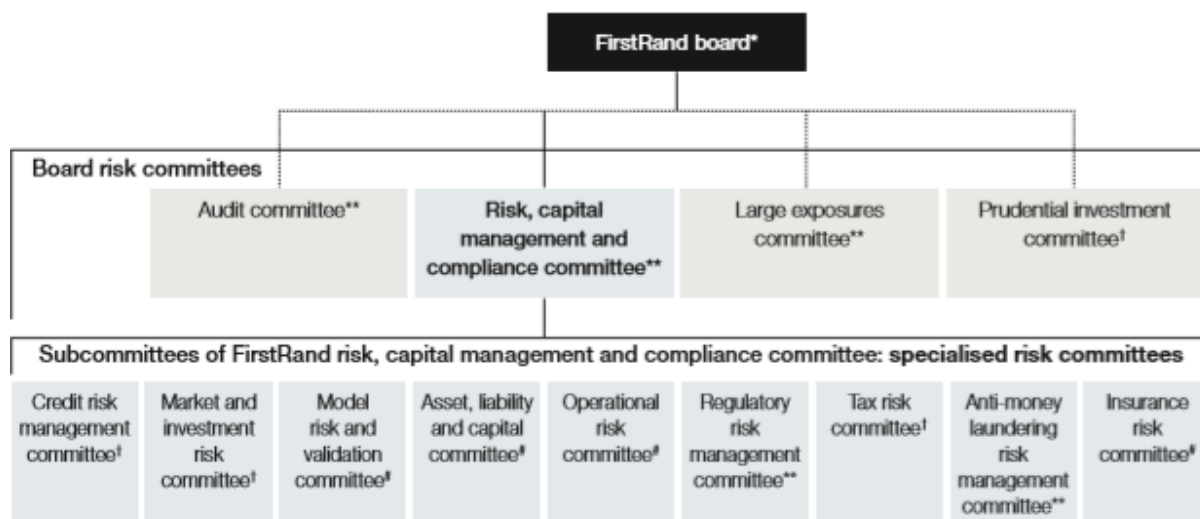 FirstRand board*
Board risk committees
Audit committee**
Risk, capital
management and
compliance committee**
Large exposures
committee**
Prudential investment
committee†
Subcommittees of FirstRand risk, capital management and compliance committee: specialised risk committees
Credit risk
management
committee†
Market and
investment
risk
committee†
Model
risk and
validation
committee#
Asset, liability
and capital
committee#
Operational
risk
committee#
Regulatory
risk
management
committee**
Tax risk
committee†
Anti-money
laundering
risk
management
committee**
Insurance
risk
committee#